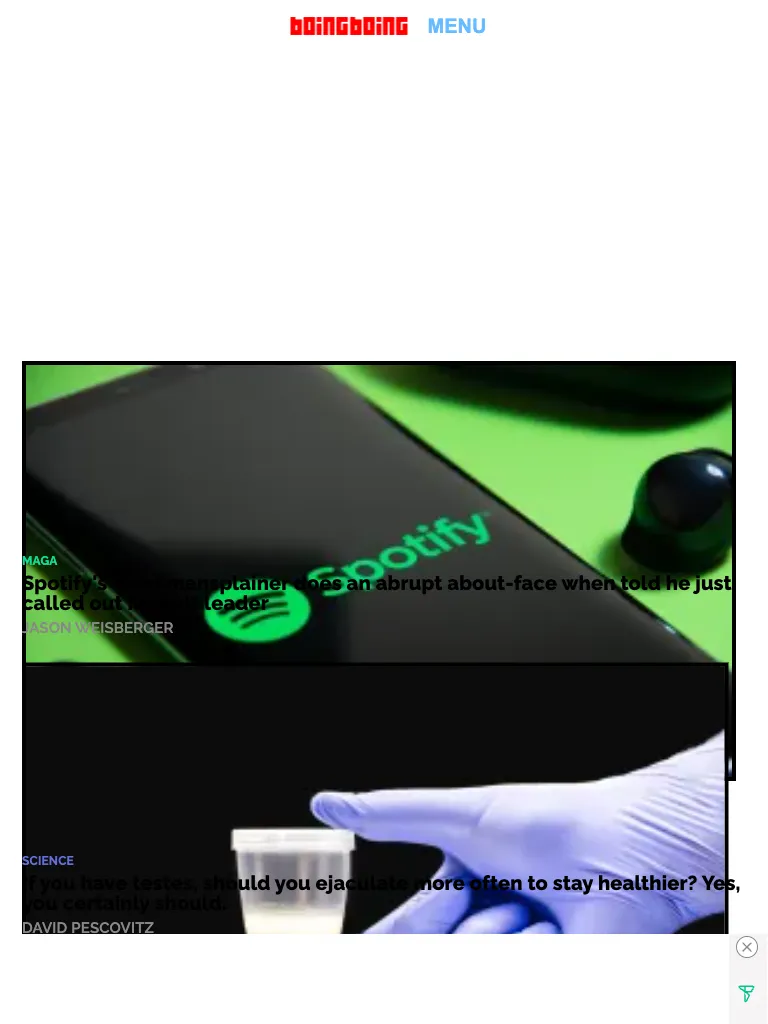 boingboing MENU
MAGA
Spotify's mansplainer does an abrupt about-face when told he just
called out leader
JASON WEISBERGER
Spotify
SCIENCE
If you have testes, should you ejaculate more often to stay healthier? Yes,
you certainly should.
DAVID PESCOVITZ